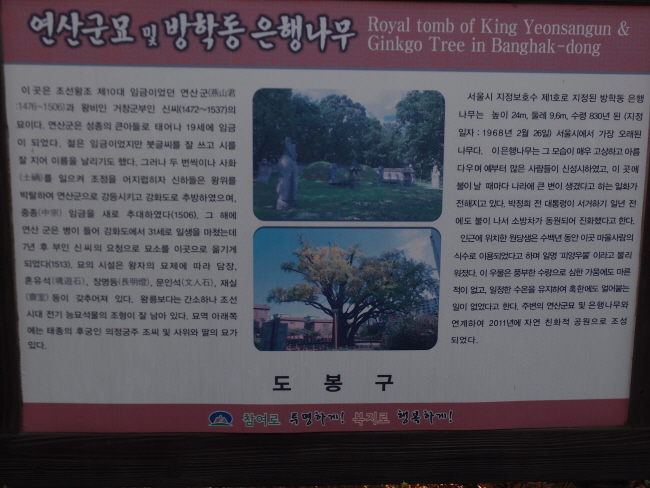 연산군묘 및 방학동 은행나무
Royal tomb of King Yeonsangun &
Ginkgo Tree in Banghak-dong
이 곳은 조선왕조 제10대 임금이었던 연산군(燕山君
:1476~1506)과 왕비인 거창군부인 신씨(1472~1537)의
묘이다. 연산군은 성종의 큰아들로 태어나 19세에 임금
이 되었다. 젊은 임금이었지만 붓글씨를 잘 쓰고 시를
잘 지어 이름을 날리기도 했다. 그러나 두 번씩이나 사화
(士禍)를 일으켜 조정을 어지럽히자 신하들은 왕위를
박탈하여 연산군으로 강등시키고 강화도로 추방하였으며,
중종(中宗) 임금을 새로 추대하였다(1506). 그 해에
연산 군은 병이 들어 강화도에서 31세로 일생을 마쳤는데
7년 후 부인 신씨의 요청으로 묘소를 이곳으로 옮기게
되었다(1513). 묘의 시설은 왕자의 묘제에 따라 담장,
혼유석(魂遊石), 장명등(長明燈), 문인석(文人石), 재실
(齋室) 등이 갖추어져 있다. 왕릉보다는 간소하나 조선
시대 전기 능묘석물의 조형이 잘 남아 있다. 묘역 아래쪽
에는 태종의 후궁인 의정궁주 조씨 및 사위와 딸의 묘가
있다.
서울시 지정보호수 제1호로 지정된 방학동 은행
나무는 높이 24m, 둘레 9.6m, 수령 830년 된 (지정
일자 : 1968년 2월 26일) 서울시에서 가장 오래된
나무다. 이 은행나무는 그 모습이 매우 고상하고 아름
다우며 예부터 많은 사람들이 신성시하였고, 이 곳에
불이 날 때마다 나라에 큰 변이 생겼다고 하는 일화가
전해지고 있다. 박정희 전 대통령이 서거하기 일년 전
에도 불이 나서 소방차가 동원되어 진화했다고 한다.
인근에 위치한 원당샘은 수백년 동안 이곳 마을사람의
식수로 이용되었다고 하며 일명 '피앙우물' 이라고 불리
워졌다. 이 우물은 풍부한 수량으로 심한 가뭄에도 마른
적이 없고, 일정한 수온을 유지하여 혹한에도 얼어붙는
일이 없었다고 한다. 주변의 연산군묘 및 은행나무와
연계하여 2011년에 자연 친화적 공원으로 조성
되었다.
도 봉 구
참여로 투명하게! 복지로 행복하게!